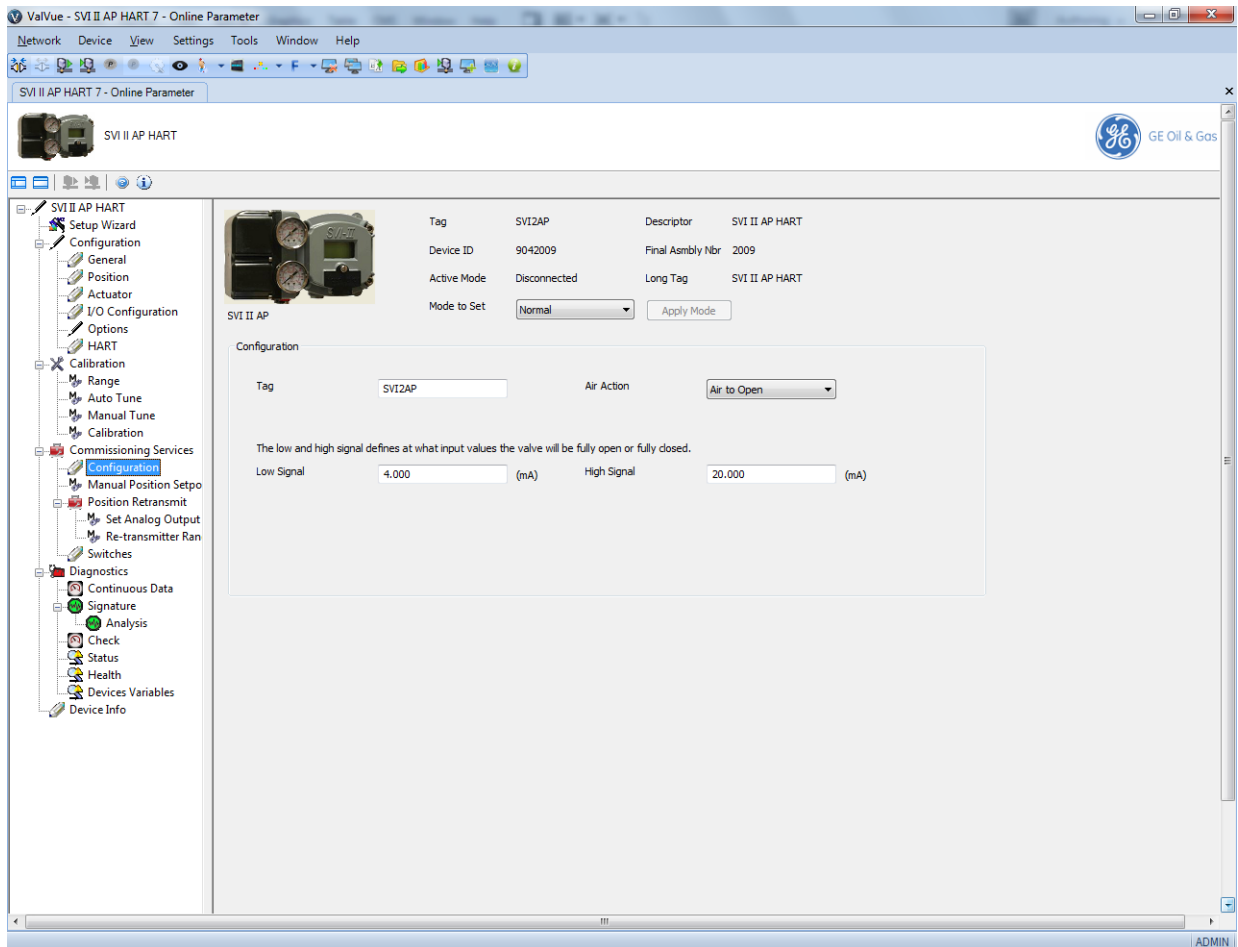 ValVue - SVI II AP HART 7 - Online Parameter
Network Device View Settings Tools Window Help
SVI II AP HART 7 - Online Parameter
SVI II AP HART
GE Oil & Gas
SVI II AP HART
Setup Wizard
Configuration
General
Position
Actuator
I/O Configuration
Options
HART
Calibration
Range
Auto Tune
Manual Tune
Calibration
Commissioning Services
Configuration
Manual Position Setpo
Position Retransmit
Set Analog Output
Re-transmitter Ran
Switches
Diagnostics
Continuous Data
Signature
Analysis
Check
Status
Health
Devices Variables
Device Info
SVI-II
SVI II AP
Tag SVI2AP Descriptor SVI II AP HART
Device ID 9042009 Final Asmbly Nbr 2009
Active Mode Disconnected Long Tag SVI II AP HART
Mode to Set Normal Apply Mode
Configuration
Tag SVI2AP Air Action Air to Open
The low and high signal defines at what input values the valve will be fully open or fully closed.
Low Signal 4.000 (mA) High Signal 20.000 (mA)
ADMIN